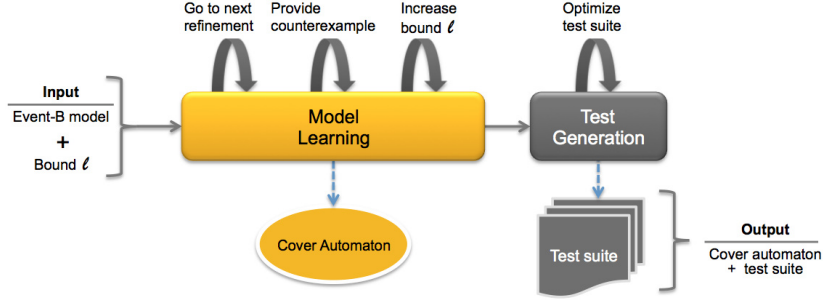 Go to next
refinement
Provide
counterexample
Increase
bound ℓ
Optimize
test suite
Input
Event-B model
+
Bound ℓ
Model
Learning
Test
Generation
Cover Automaton
Test suite
Output
Cover automaton
+ test suite